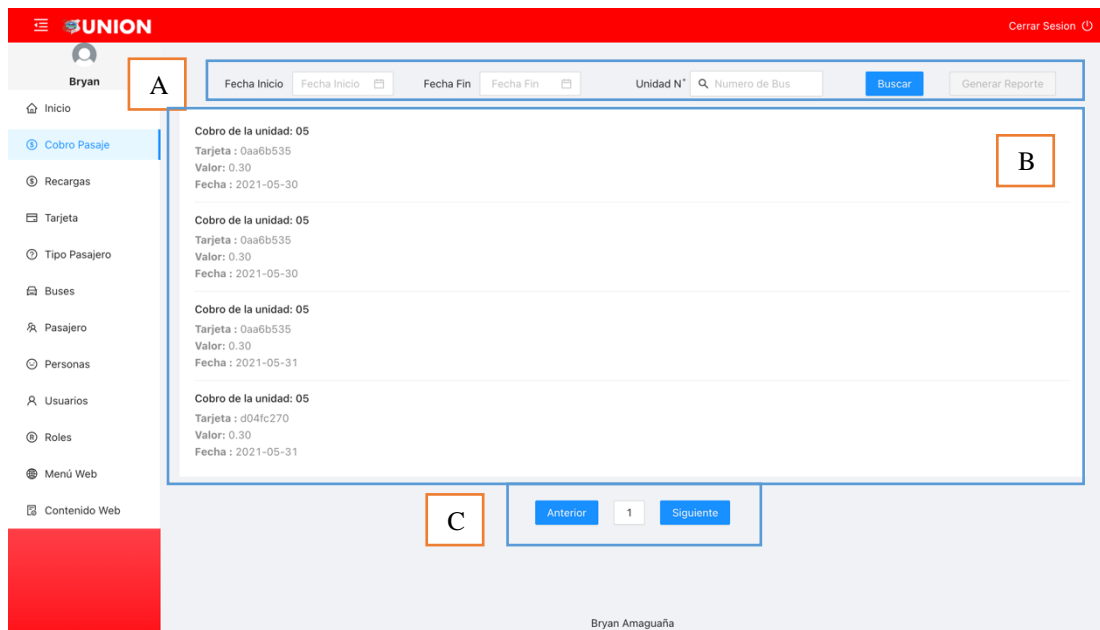 UNION
Cerrar Sesion
Bryan
A
Fecha Inicio Fecha Inicio Fecha Fin Fecha Fin Unidad N° Numero de Bus Buscar Generar Reporte
Inicio
Cobro Pasaje
Recargas
Tarjeta
Tipo Pasajero
Buses
Pasajero
Personas
Usuarios
Roles
Menú Web
Contenido Web
B
Cobro de la unidad: 05
Tarjeta : 0aa6b535
Valor: 0.30
Fecha : 2021-05-30
Cobro de la unidad: 05
Tarjeta : 0aa6b535
Valor: 0.30
Fecha : 2021-05-30
Cobro de la unidad: 05
Tarjeta : 0aa6b535
Valor: 0.30
Fecha : 2021-05-31
Cobro de la unidad: 05
Tarjeta : d04fc270
Valor: 0.30
Fecha : 2021-05-31
C
Anterior 1 Siguiente
Bryan Amaguaña